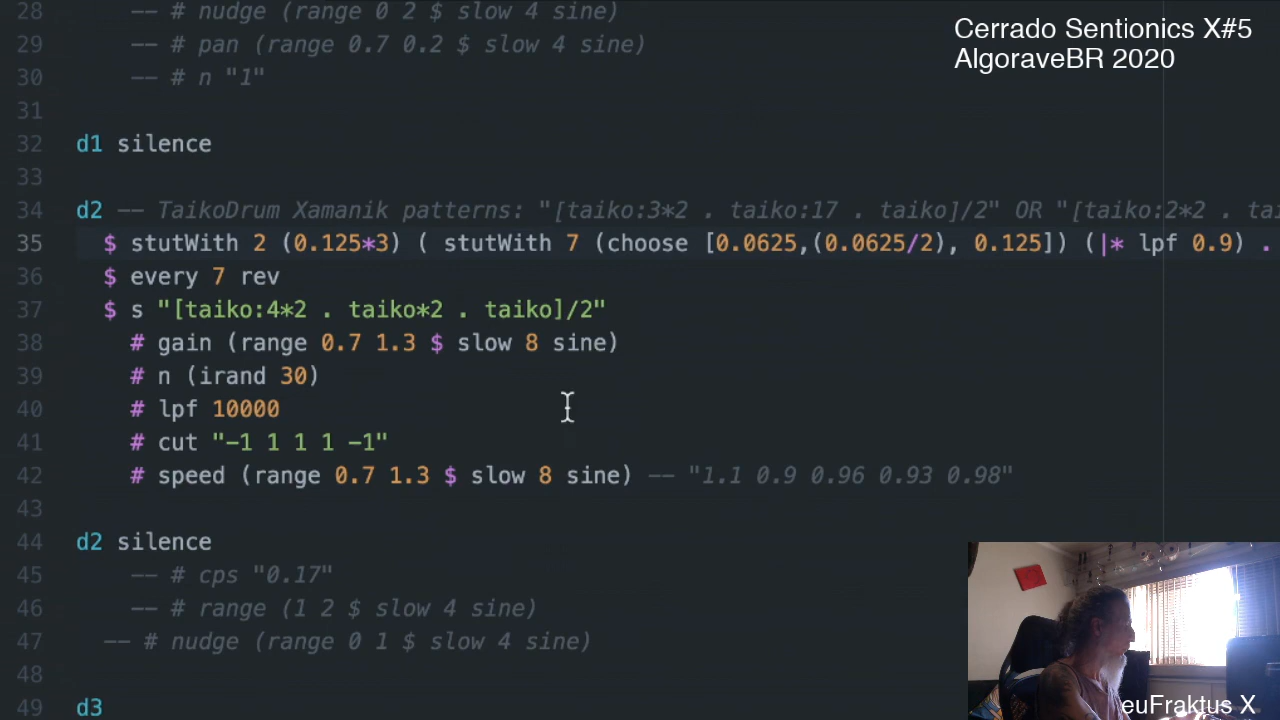 Cerrado Sentionics X#5
AlgoraveBR 2020
28 -- # nudge (range 0 2 $ slow 4 sine)
29 -- # pan (range 0.7 0.2 $ slow 4 sine)
30 -- # n "1"
31
32 d1 silence
33
34 d2 -- TaikoDrum Xamanik patterns: "[taiko:3*2 . taiko:17 . taiko]/2" OR "[taiko:2*2 . tai
35 $ stutWith 2 (0.125*3) ( stutWith 7 (choose [0.0625,(0.0625/2), 0.125]) (|* lpf 0.9) .
36 $ every 7 rev
37 $ s "[taiko:4*2 . taiko*2 . taiko]/2"
38 # gain (range 0.7 1.3 $ slow 8 sine)
39 # n (irand 30)
40 # lpf 10000
41 # cut "-1 1 1 1 -1"
42 # speed (range 0.7 1.3 $ slow 8 sine) -- "1.1 0.9 0.96 0.93 0.98"
43
44 d2 silence
45 -- # cps "0.17"
46 -- # range (1 2 $ slow 4 sine)
47 -- # nudge (range 0 1 $ slow 4 sine)
48
49 d3
euFraktus X